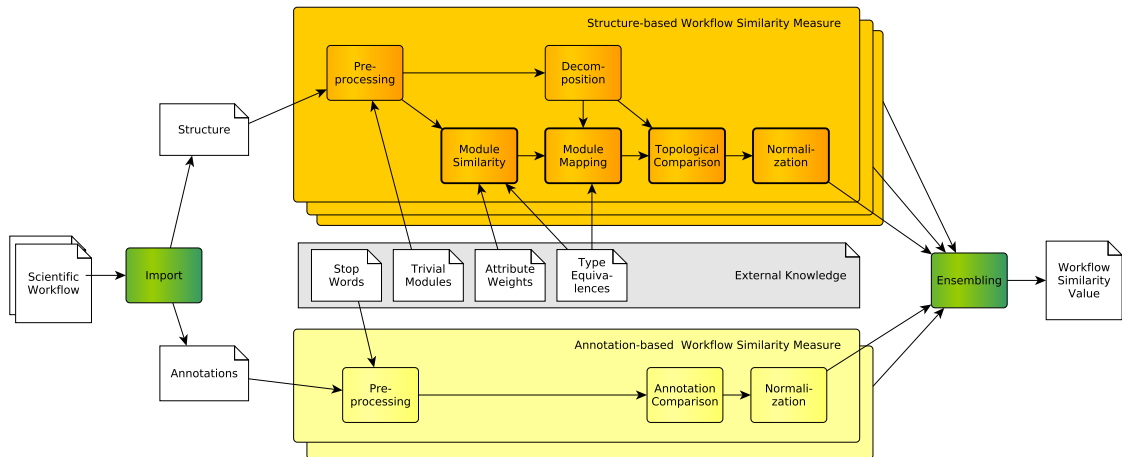 Structure-based Workflow Similarity Measure
Pre-
processing
Decom-
position
Structure
Module
Similarity
Module
Mapping
Topological
Comparison
Normali-
zation
Scientific
Workflow
Import
Stop
Words
Trivial
Modules
Attribute
Weights
Type
Equiva-
lences
External Knowledge
Ensembling
Workflow
Similarity
Value
Annotation-based  Workflow Similarity Measure
Annotations
Pre-
processing
Annotation
Comparison
Normali-
zation